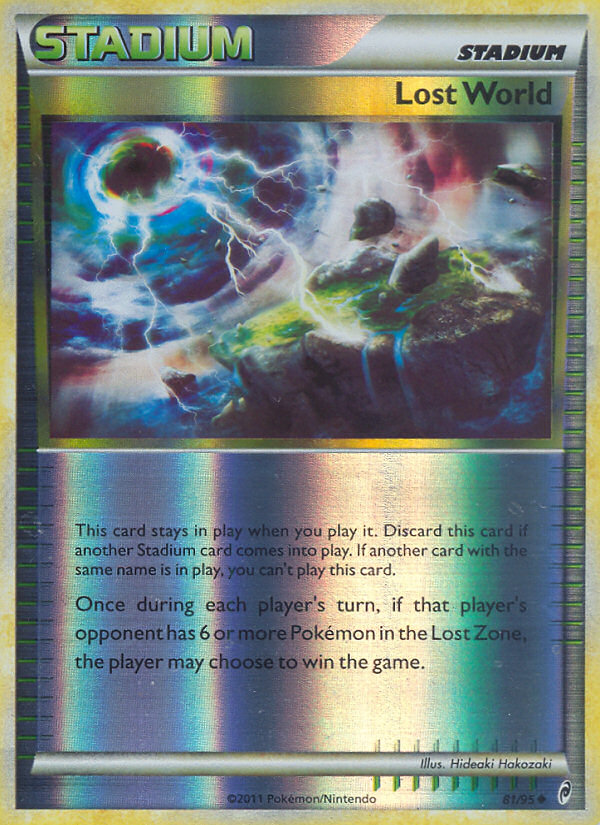 STADIUM
STADIUM
Lost World
This card stays in play when you play it. Discard this card if
another Stadium card comes into play. If another card with the
same name is in play, you can't play this card.
Once during each player's turn, if that player's
opponent has 6 or more Pokémon in the Lost Zone,
the player may choose to win the game.
Illus. Hideaki Hakozaki
©2011 Pokémon/Nintendo
81/95